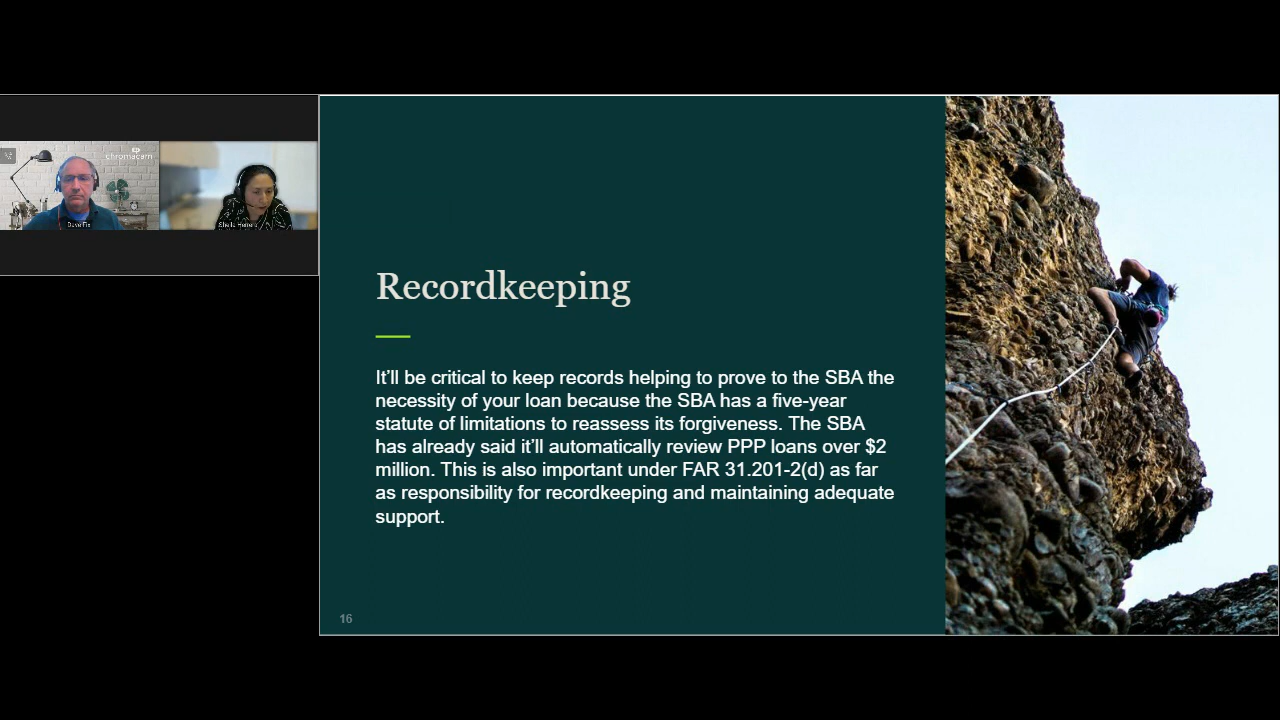 chromacam
Dave Fix
Recordkeeping
It’ll be critical to keep records helping to prove to the SBA the
necessity of your loan because the SBA has a five-year
statute of limitations to reassess its forgiveness. The SBA
has already said it’ll automatically review PPP loans over $2
million. This is also important under FAR 31.201-2(d) as far
as responsibility for recordkeeping and maintaining adequate
support.
16